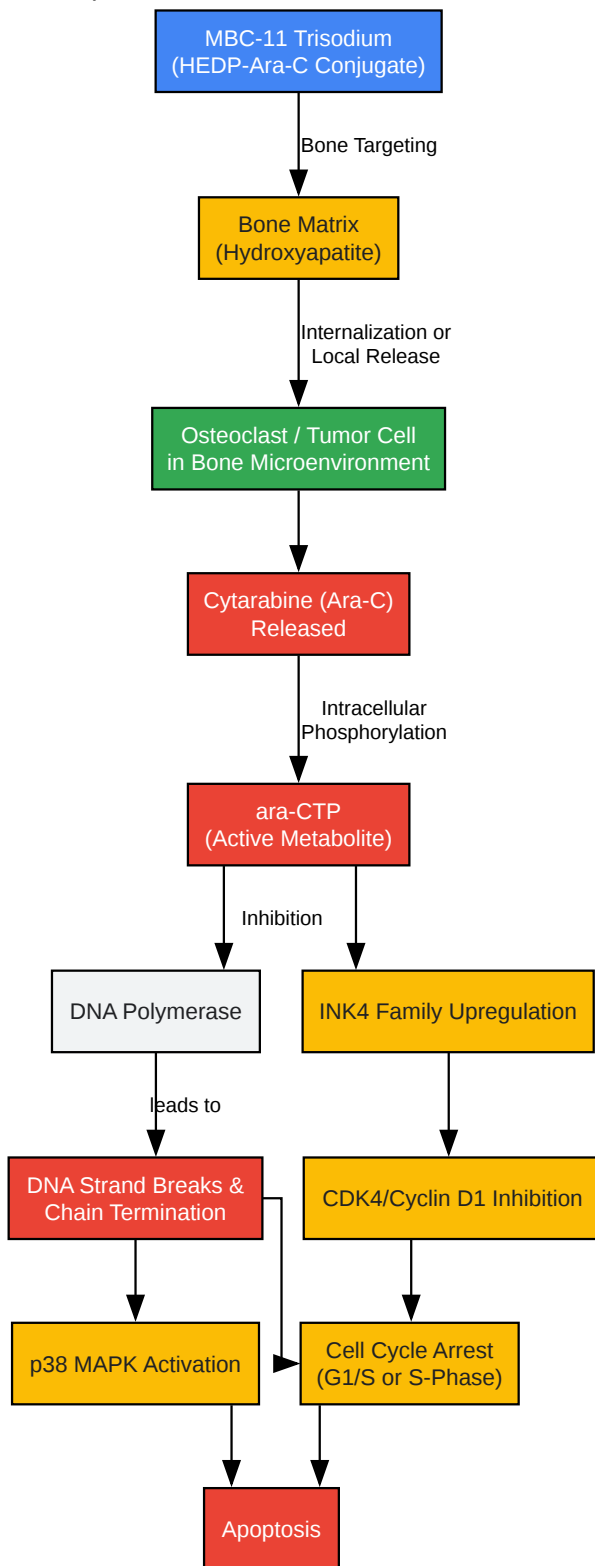 MBC-11 Trisodium
(HEDP-Ara-C Conjugate)
Bone Targeting
Bone Matrix
(Hydroxyapatite)
Internalization or
Local Release
Osteoclast / Tumor Cell
in Bone Microenvironment
Cytarabine (Ara-C)
Released
Intracellular
Phosphorylation
ara-CTP
(Active Metabolite)
Inhibition
DNA Polymerase
INK4 Family Upregulation
leads to
DNA Strand Breaks &
Chain Termination
CDK4/Cyclin D1 Inhibition
p38 MAPK Activation
Cell Cycle Arrest
(G1/S or S-Phase)
Apoptosis